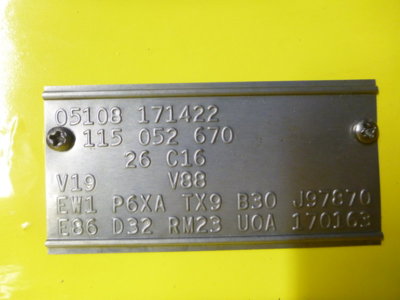 05108 171422
115 052 670
26 C16
V19 V88
EW1 P6XA TX9 B30 J97870
E86 D32 RM23 UOA 170163